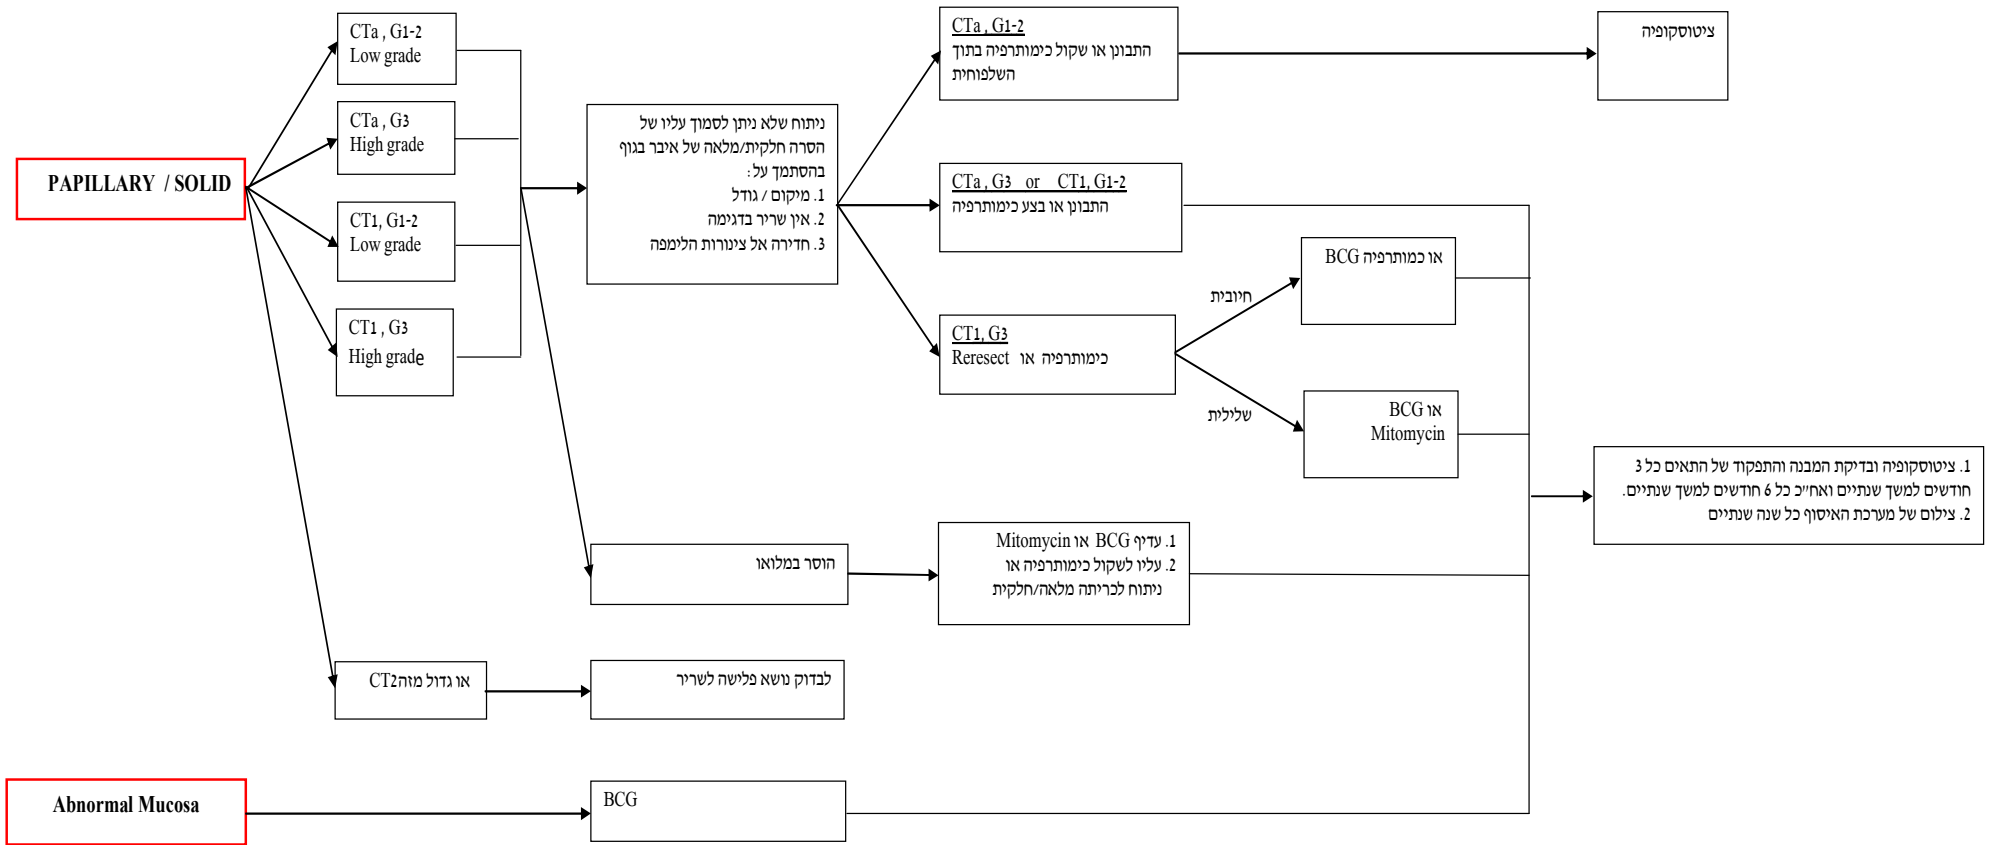 PAPILLARY / SOLID
CTa , G1-2
Low grade
CTa , G3
High grade
CT1, G1-2
Low grade
CT1 , G3
High grade
ניתוח שלא ניתן לסמוך עליו של
הסרה חלקית/מלאה של איבר בגוף
בהסתמך על :
1. מיקום / גודל
2. אין שריר בדגימה
3. חדירה אל צינורות הלימפה
CTa , G1-2
התבונן או שקול כימותרפיה בתוך
השלפוחית
ציטוסקופיה
CTa , G3 or CT1, G1-2
התבונן או בצע כימותרפיה
CT1, G3
Reresect כימותרפיה או
חיובית
או כמותרפיה BCG
שלילית
או BCG
Mitomycin
1. ציטוסקופיה ובדיקת המבנה והתפקוד של התאים כל 3
חודשים למשך שנתיים ואח״כ כל 6 חודשים למשך שנתיים.
2. צילום של מערכת האיסוף כל שנה שנתיים
הוסר במלואו
1. עדיף BCG או Mitomycin
2. עליו לשקול כימותרפיה או
ניתוח לכריתה מלאה/חלקית
או גדול מזהCT2
לבדוק נושא פלישה לשריר
Abnormal Mucosa
BCG